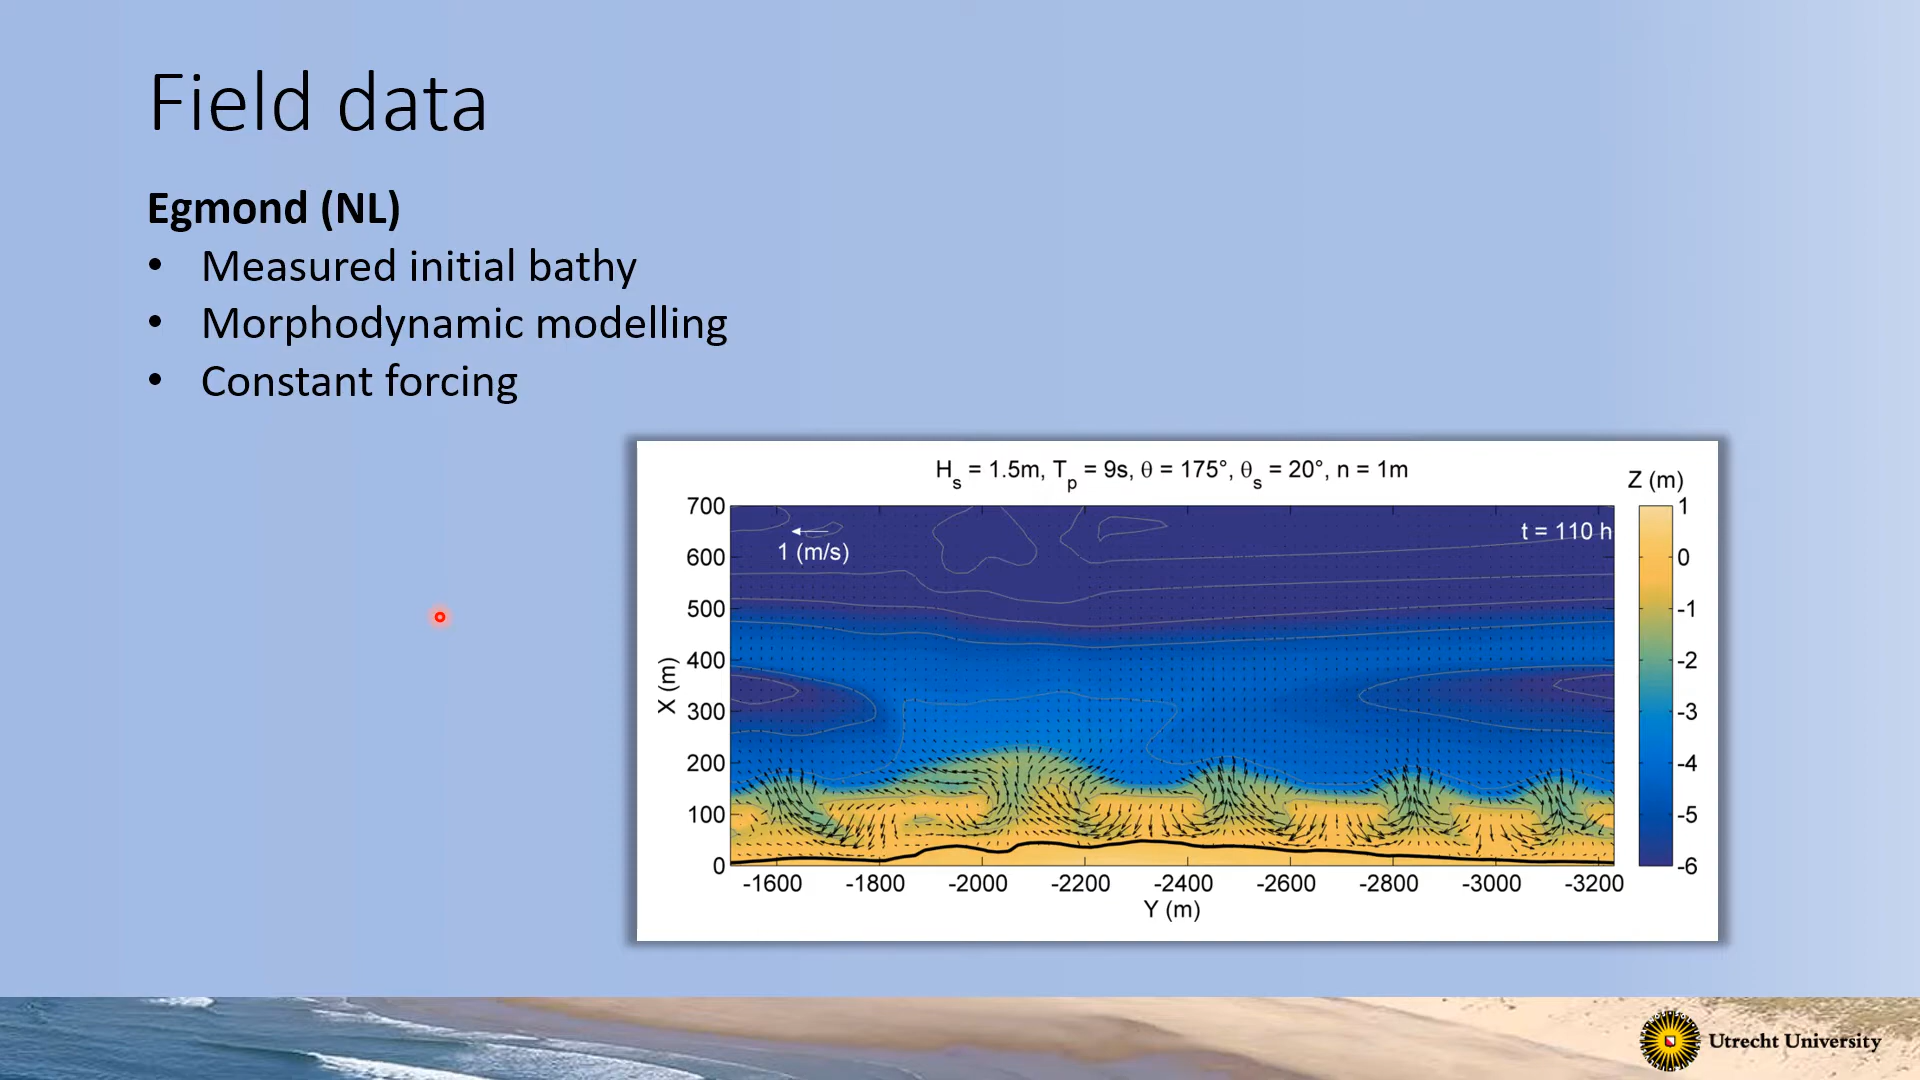 Field data
Egmond (NL)
• Measured initial bathy
• Morphodynamic modelling
• Constant forcing
Hs = 1.5m, Tp = 9s, θ = 175°, θs = 20°, n = 1m
Z (m)
t = 110 h
1 (m/s)
X (m)
700
600
500
400
300
200
100
0
-1600 -1800 -2000 -2200 -2400 -2600 -2800 -3000 -3200
Y (m)
1
0
-1
-2
-3
-4
-5
-6
Utrecht University